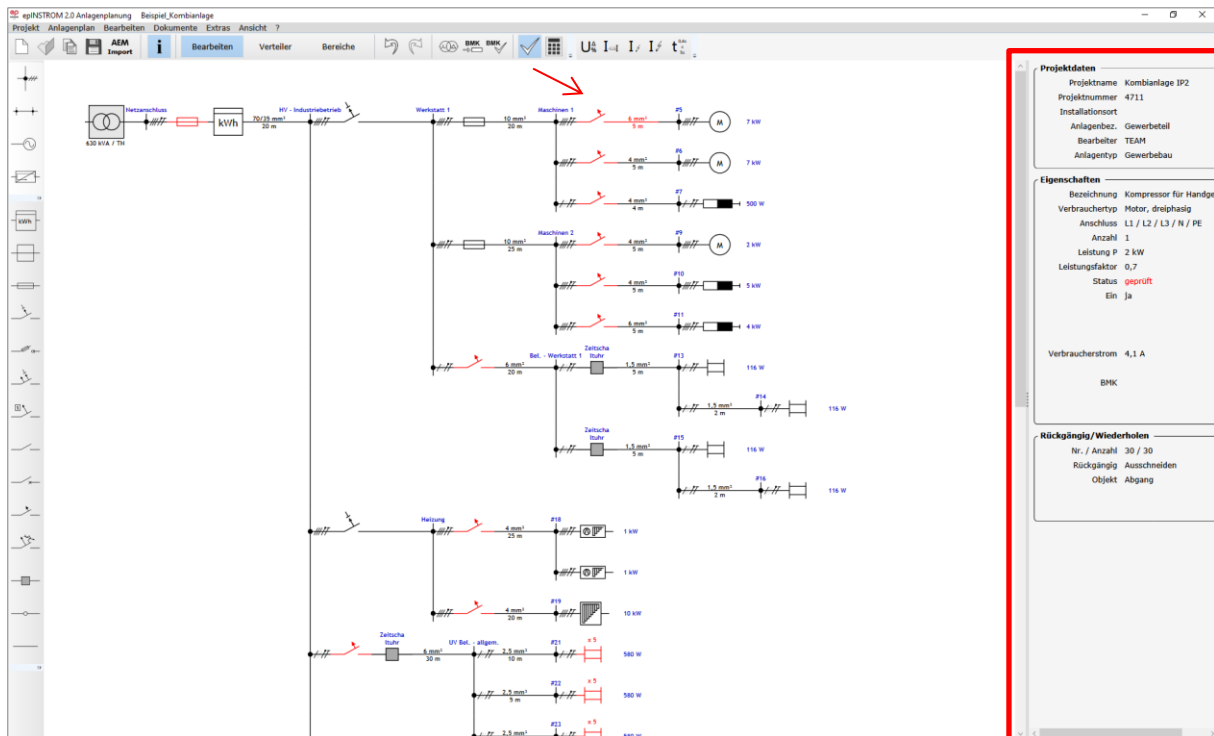 epINSTROM 2.0 Anlagenplanung Beispiel_Kombianlage
Projekt Anlagenplan Bearbeiten Dokumente Extras Ansicht ?
AEM Import
i
Bearbeiten Verteiler Bereiche
BMK BMK
Netzanschluss
630 kVA / TH
kWh
70/35 mm²
20 m
HV - Industriebetrieb
Werkstatt 1
10 mm²
20 m
Maschinen 1
6 mm²
5 m
#5
M
7 kW
4 mm²
5 m
#6
M
7 kW
4 mm²
4 m
#7
500 W
10 mm²
25 m
Maschinen 2
4 mm²
5 m
#9
M
2 kW
4 mm²
5 m
#10
5 kW
6 mm²
5 m
#11
4 kW
6 mm²
20 m
Bel. - Werkstatt 1
Zeitscha
ltuhr
1,5 mm²
5 m
#13
116 W
1,5 mm²
2 m
#14
116 W
Zeitscha
ltuhr
1,5 mm²
5 m
#15
116 W
1,5 mm²
2 m
#16
116 W
Heizung
4 mm²
25 m
#18
1 kW
1 kW
4 mm²
20 m
#19
10 kW
Zeitscha
ltuhr
6 mm²
30 m
UV Bel. - allgem.
2,5 mm²
10 m
#21
x 5
580 W
2,5 mm²
5 m
#22
x 5
580 W
2,5 mm²
#23
x 5
580 W
kWh
Projektdaten
Projektname Kombianlage IP2
Projektnummer 4711
Installationsort
Anlagenbez. Gewerbeteil
Bearbeiter TEAM
Anlagentyp Gewerbebau
Eigenschaften
Bezeichnung Kompressor für Handge
Verbrauchertyp Motor, dreiphasig
Anschluss L1 / L2 / L3 / N / PE
Anzahl 1
Leistung P 2 kW
Leistungsfaktor 0,7
Status geprüft
Ein Ja
Verbraucherstrom 4,1 A
BMK
Rückgängig/Wiederholen
Nr. / Anzahl 30 / 30
Rückgängig Ausschneiden
Objekt Abgang